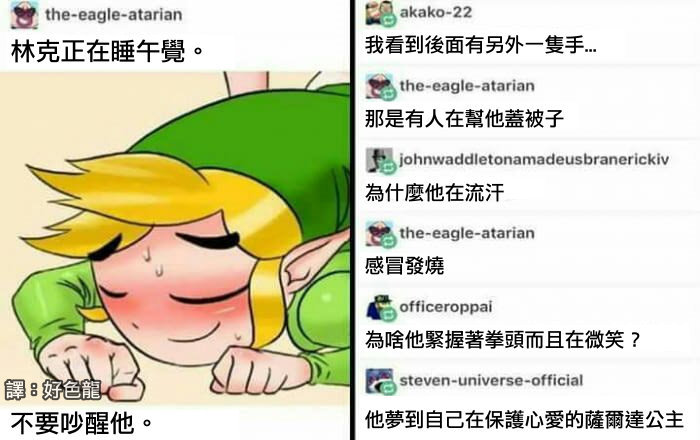 the-eagle-atarian
林克正在睡午覺。
譯：好色龍
不要吵醒他。
akako-22
我看到後面有另外一隻手...
the-eagle-atarian
那是有人在幫他蓋被子
johnwaddletonamadeusbranerickiv
為什麼他在流汗
the-eagle-atarian
感冒發燒
officeroppai
為啥他緊握著拳頭而且在微笑？
steven-universe-official
他夢到自己在保護心愛的薩爾達公主